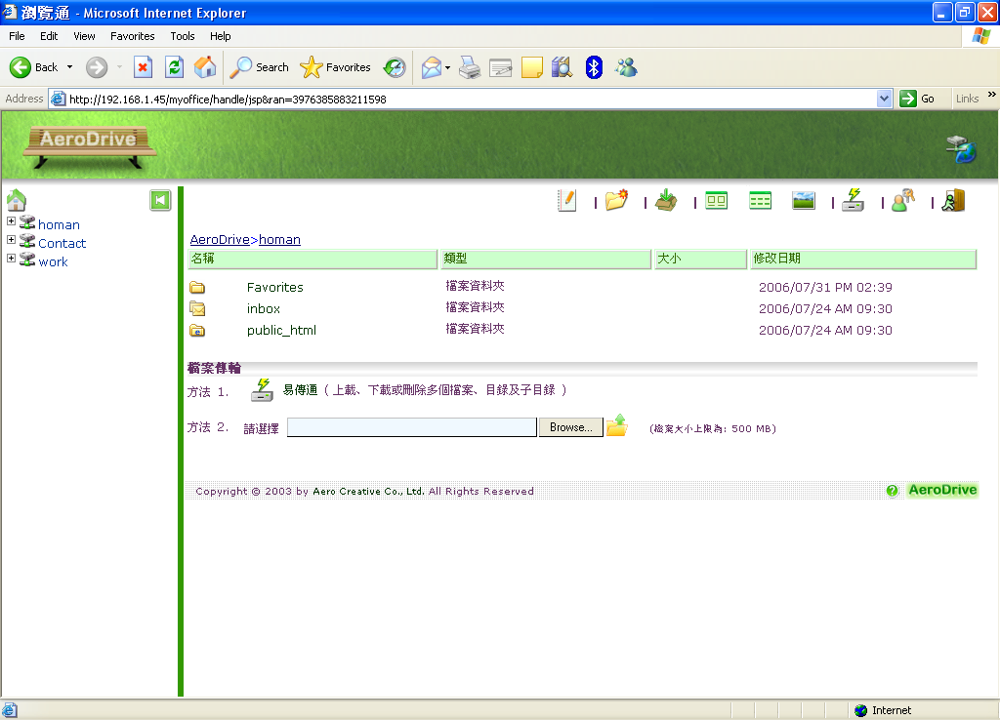 瀏覽通 - Microsoft Internet Explorer
File Edit View Favorites Tools Help
Back Search Favorites
Address http://192.168.1.45/myoffice/handle/jsp&ran=3976385883211598 Go Links »
AeroDrive
homan
Contact
work
AeroDrive>homan
名稱 類型 大小 修改日期
Favorites 檔案資料夾 2006/07/31 PM 02:39
inbox 檔案資料夾 2006/07/24 AM 09:30
public_html 檔案資料夾 2006/07/24 AM 09:30
檔案傳輸
方法 1. 易傳通 ( 上載、下載或刪除多個檔案、目錄及子目錄 )
方法 2. 請選擇 Browse... (檔案大小上限為: 500 MB)
Copyright © 2003 by Aero Creative Co., Ltd. All Rights Reserved ? AeroDrive
Internet